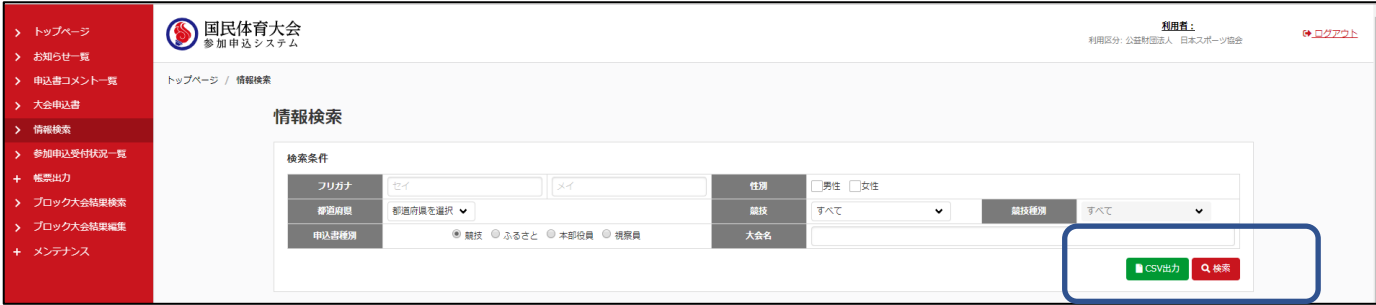 トップページ
お知らせ一覧
申込書コメント一覧
大会申込書
情報検索
参加申込受付状況一覧
帳票出力
ブロック大会結果検索
ブロック大会結果編集
メンテナンス
国民体育大会
参加申込システム
利用者：
利用区分: 公益財団法人 日本スポーツ協会
ログアウト
トップページ / 情報検索
情報検索
検索条件
フリガナ セイ メイ 性別 男性 女性
都道府県 都道府県を選択 競技 すべて 競技種別 すべて
申込書種別 競技 ふるさと 本部役員 視察員 大会名
CSV出力 検索